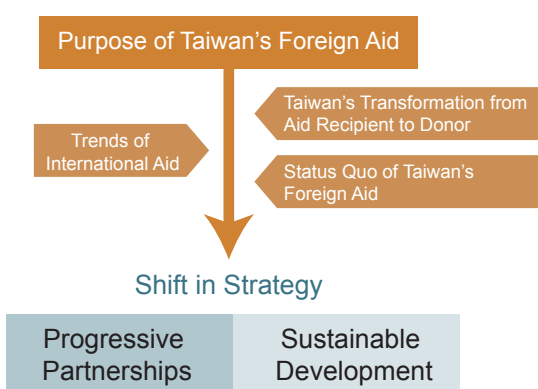 Purpose of Taiwan's Foreign Aid
Taiwan's Transformation from
Aid Recipient to Donor
Trends of
International Aid
Status Quo of Taiwan's
Foreign Aid
Shift in Strategy
Progressive
Partnerships
Sustainable
Development